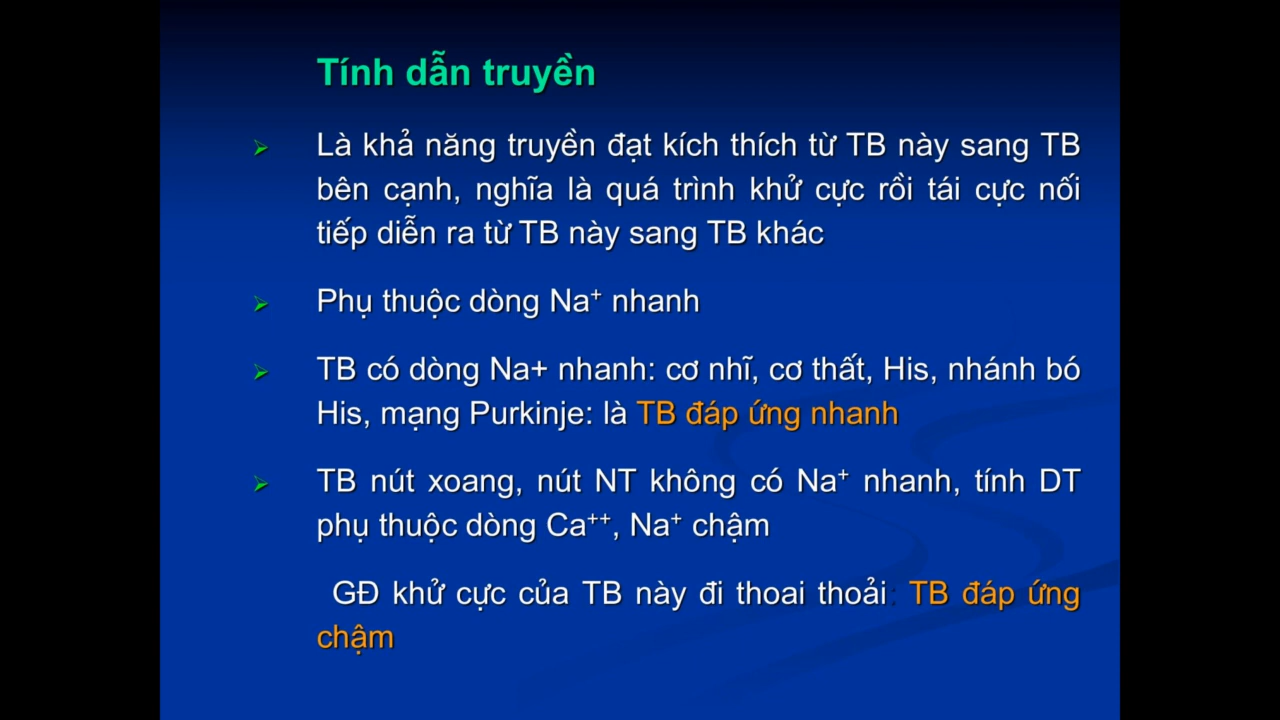 Tính dẫn truyền
Là khả năng truyền đạt kích thích từ TB này sang TB
bên cạnh, nghĩa là quá trình khử cực rồi tái cực nối
tiếp diễn ra từ TB này sang TB khác
Phụ thuộc dòng Na⁺ nhanh
TB có dòng Na+ nhanh: cơ nhĩ, cơ thất, His, nhánh bó
His, mạng Purkinje: là TB đáp ứng nhanh
TB nút xoang, nút NT không có Na⁺ nhanh, tính DT
phụ thuộc dòng Ca⁺⁺, Na⁺ chậm
GĐ khử cực của TB này đi thoai thoải: TB đáp ứng
chậm